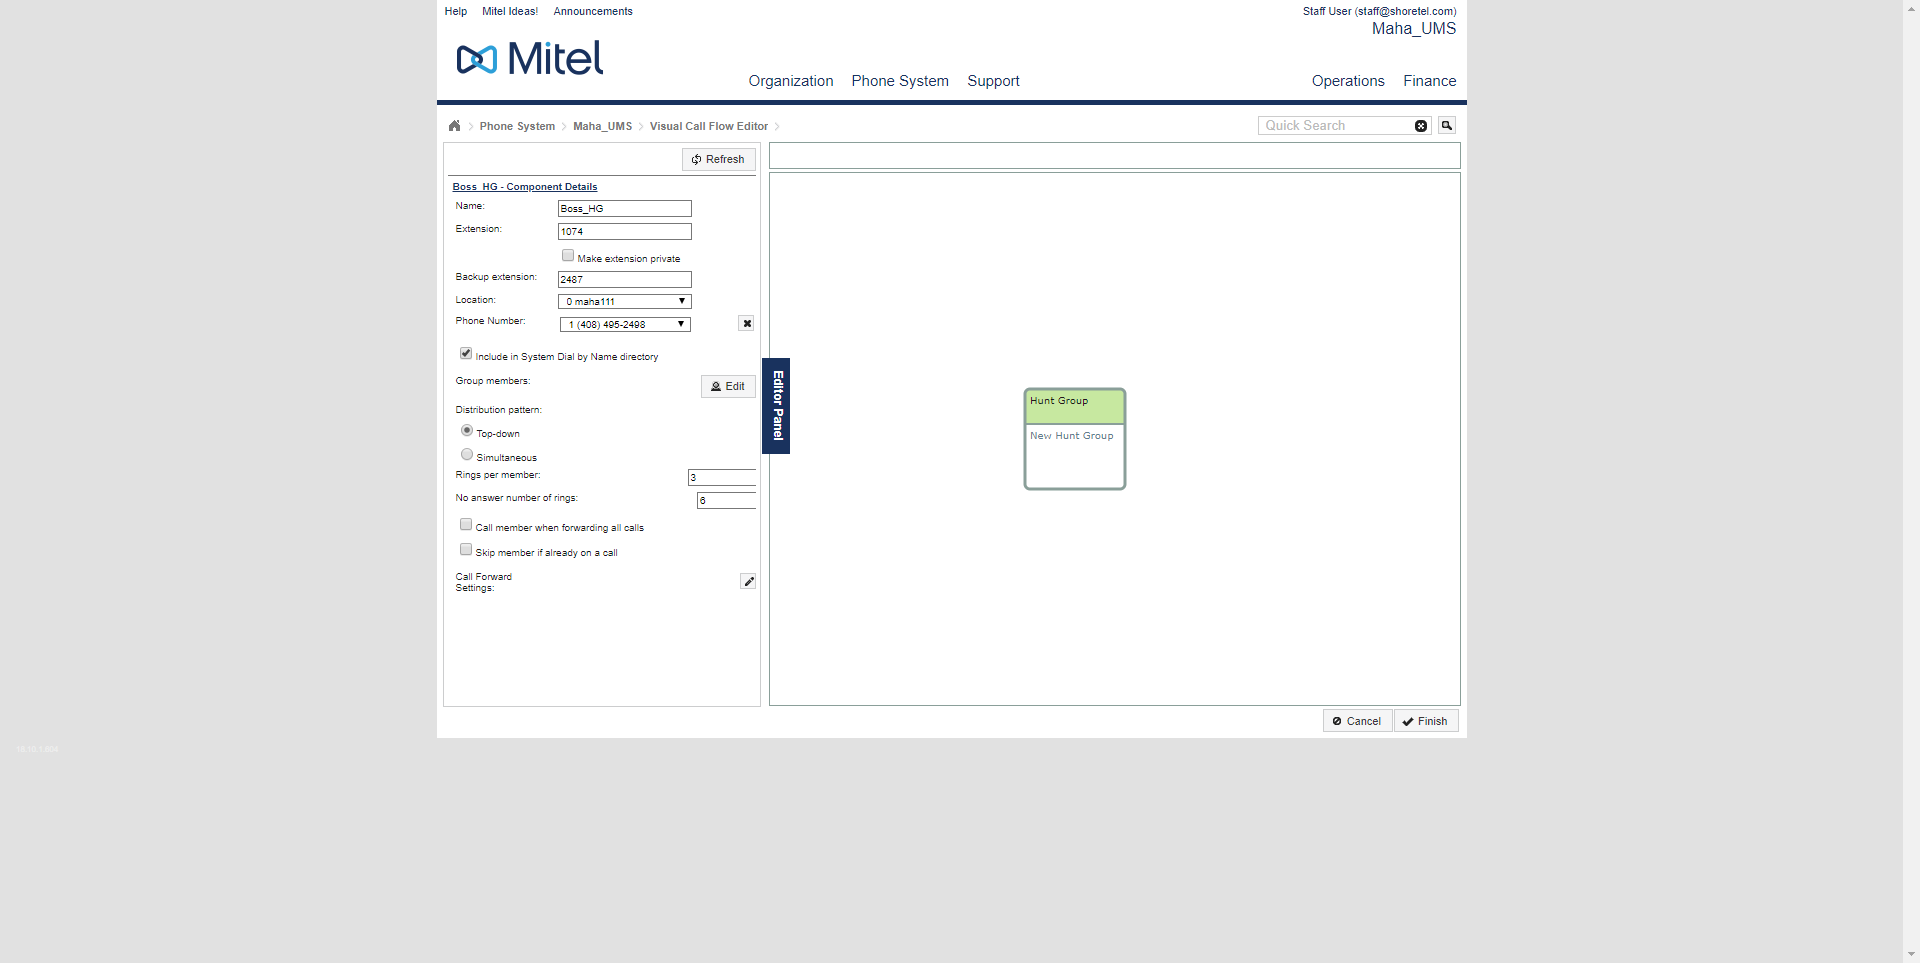 Help Mitel Ideas! Announcements
Staff User (staff@shoretel.com)
Maha_UMS
Mitel
Organization Phone System Support Operations Finance
Phone System Maha_UMS Visual Call Flow Editor
Quick Search
Refresh
Boss_HG - Component Details
Name: Boss_HG
Extension: 1074
Make extension private
Backup extension: 2487
Location: 0 maha111
Phone Number: 1 (408) 495-2498
Include in System Dial by Name directory
Group members: Edit
Distribution pattern:
Top-down
Simultaneous
Rings per member: 3
No answer number of rings: 6
Call member when forwarding all calls
Skip member if already on a call
Call Forward
Settings:
Editor Panel
Hunt Group
New Hunt Group
Cancel Finish